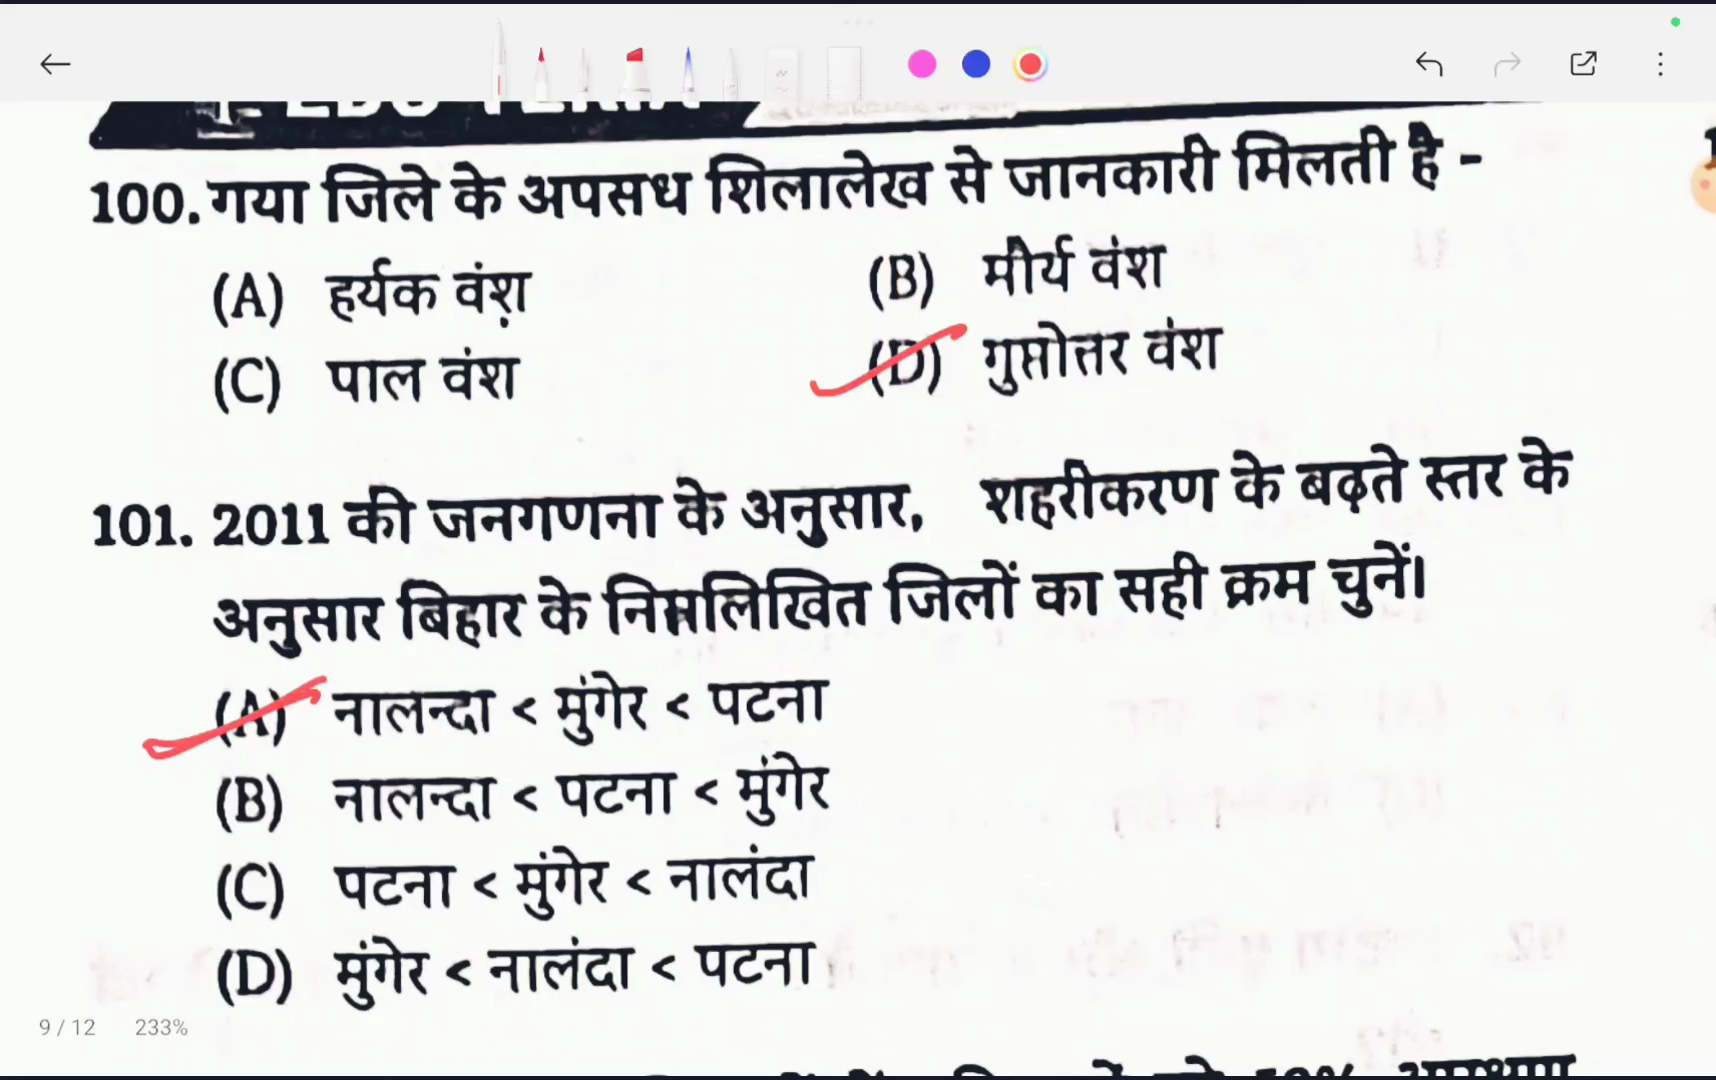 100. गया जिले के अपसध शिलालेख से जानकारी मिलती है -
(A) हर्यक वंश
(B) मौर्य वंश
(C) पाल वंश
(D) गुप्तोत्तर वंश
101. 2011 की जनगणना के अनुसार, शहरीकरण के बढ़ते स्तर के
अनुसार बिहार के निम्नलिखित जिलों का सही क्रम चुनें।
(A) नालन्दा < मुंगेर < पटना
(B) नालन्दा < पटना < मुंगेर
(C) पटना < मुंगेर < नालंदा
(D) मुंगेर < नालंदा < पटना
9 / 12 233%